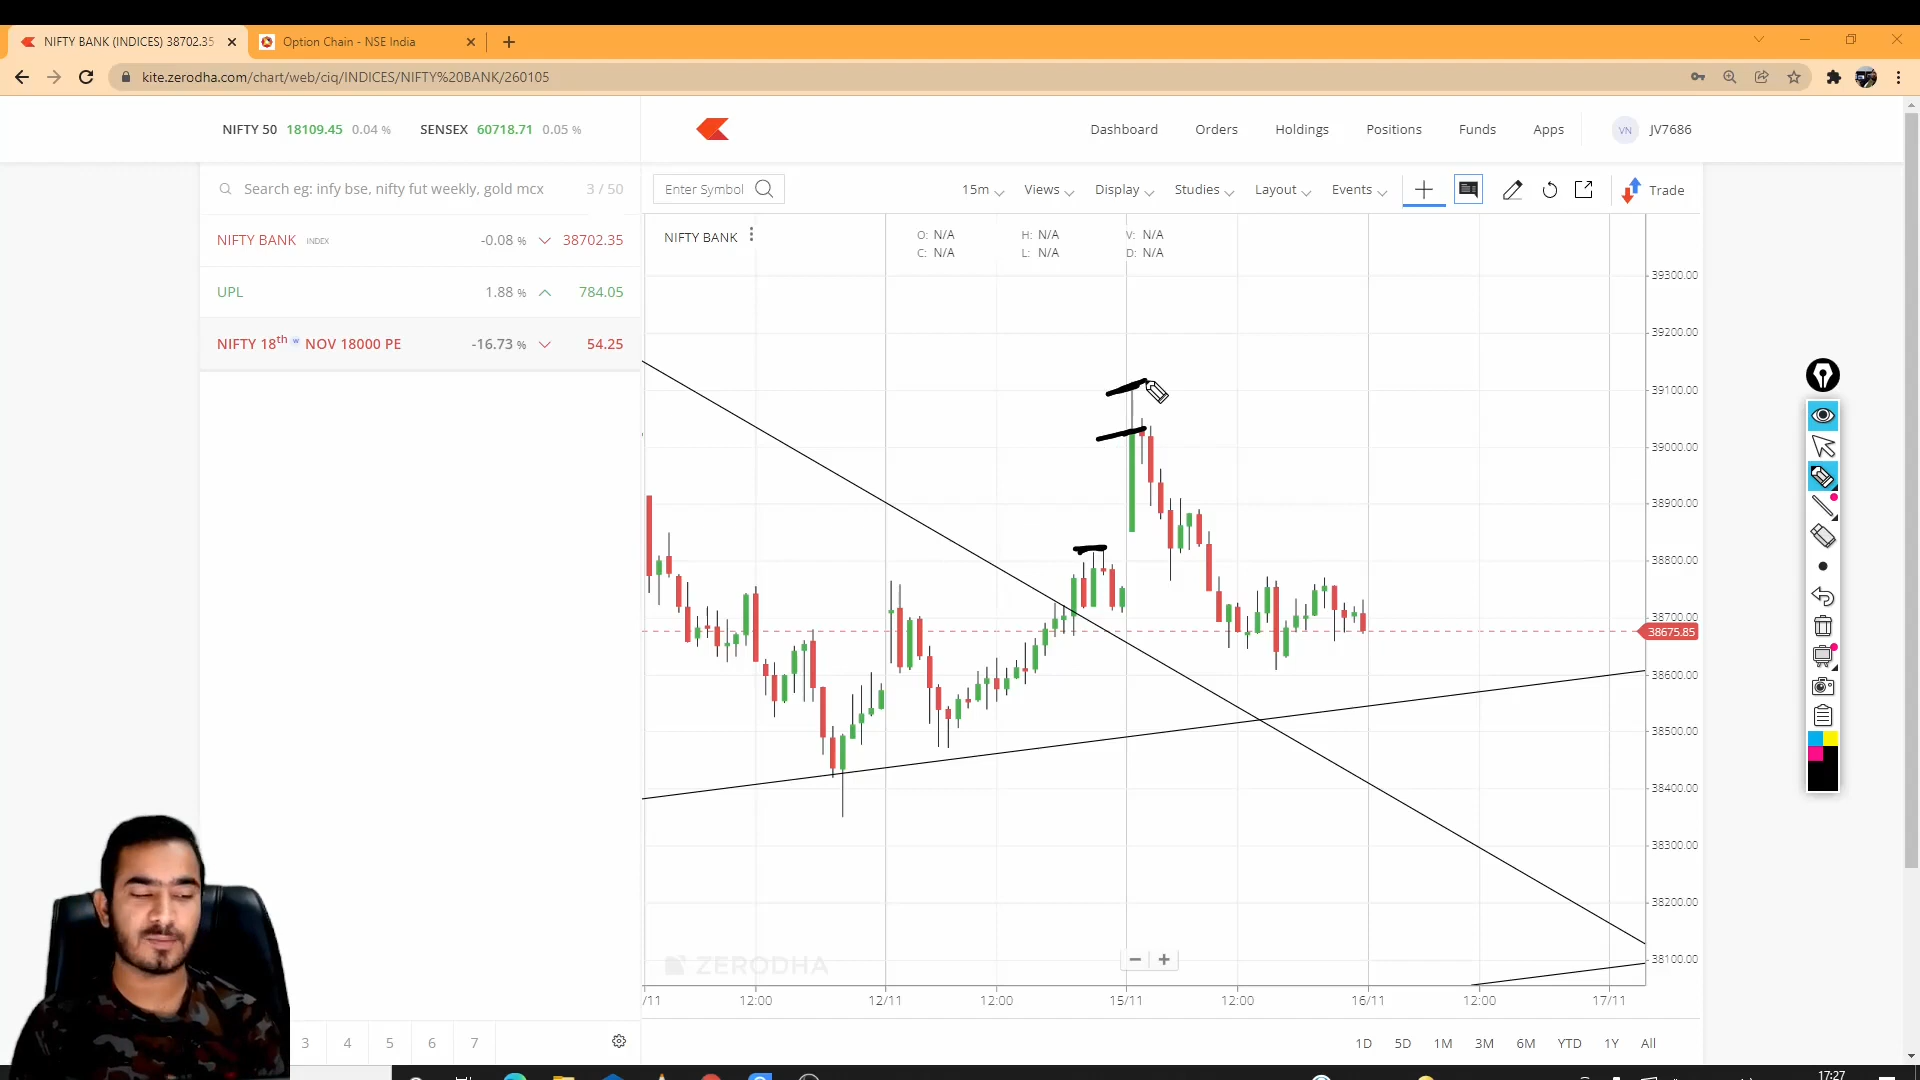 NIFTY BANK (INDICES) 38702.35
Option Chain - NSE India
kite.zerodha.com/chart/web/ciq/INDICES/NIFTY%20BANK/260105
NIFTY 50 18109.45 0.04 % SENSEX 60718.71 0.05 %
Dashboard Orders Holdings Positions Funds Apps VN JV7686
Search eg: infy bse, nifty fut weekly, gold mcx 3 / 50
Enter Symbol 15m Views Display Studies Layout Events Trade
NIFTY BANK INDEX -0.08 % 38702.35
UPL 1.88 % 784.05
NIFTY 18th w NOV 18000 PE -16.73 % 54.25
NIFTY BANK
O: N/A H: N/A V: N/A
C: N/A L: N/A D: N/A
39300.00
39200.00
39100.00
39000.00
38900.00
38800.00
38700.00
38675.85
38600.00
38500.00
38400.00
38300.00
38200.00
38100.00
ZERODHA
/11 12:00 12/11 12:00 15/11 12:00 16/11 12:00 17/11
3 4 5 6 7
1D 5D 1M 3M 6M YTD 1Y All
17:27